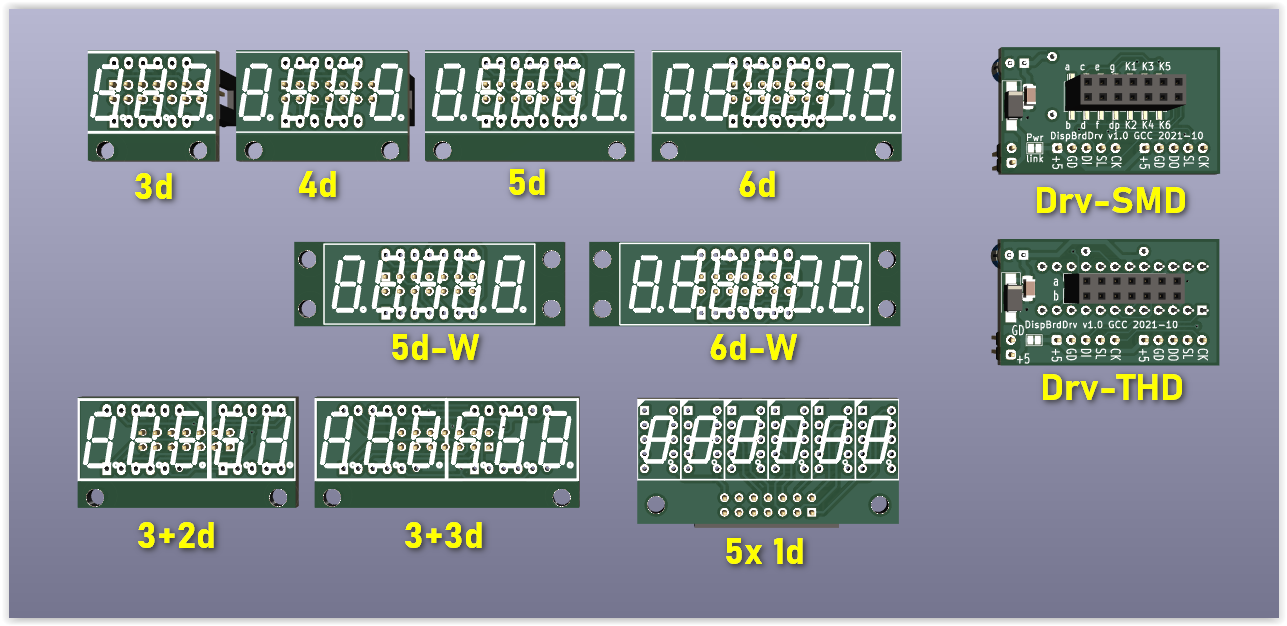 3d
4d
5d
6d
a c e g K1 K3 K5
b d f dp K2 K4 K6
Pwr
link
DispBrdDrv v1.0 GCC 2021-10
+5 GD DI SL CK +5 GD DO SL CK
Drv-SMD
5d-W
6d-W
a
b
DispBrdDrv v1.0 GCC 2021-10
GD
+5
+5 GD DI SL CK +5 GD DO SL CK
Drv-THD
3+2d
3+3d
5x 1d